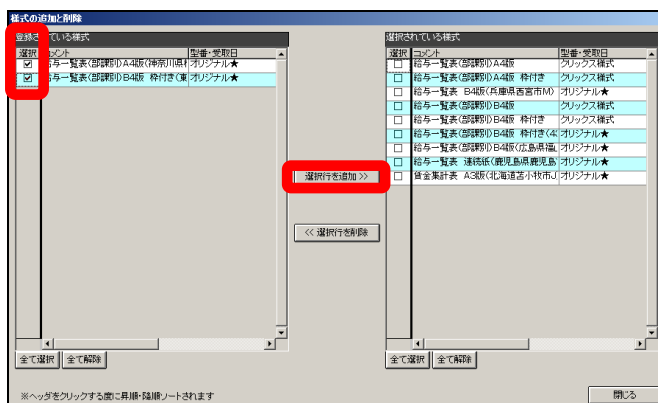 様式の追加と削除
登録されている様式
選択 コメント 型番・受取日
給与一覧表(部課別)A4版(神奈川県 オリジナル★
給与一覧表(部課別)B4版 枠付き(東 オリジナル★
全て選択 全て解除
選択行を追加 >>
<< 選択行を削除
選択されている様式
選択 コメント 型番・受取日
給与一覧表(部課別)A4版 クリックス様式
給与一覧表(部課別)A4版 枠付き クリックス様式
給与一覧表 B4版(兵庫県西宮市M) オリジナル★
給与一覧表(部課別)B4版 クリックス様式
給与一覧表(部課別)B4版 枠付き クリックス様式
給与一覧表(部課別)B4版 枠付き(4 オリジナル★
給与一覧表(部課別)B4版(広島県福 オリジナル★
給与一覧表 連続紙(鹿児島県鹿児島 オリジナル★
賃金集計表 A3版(北海道苫小牧市J オリジナル★
全て選択 全て解除
※ヘッダをクリックする度に昇順・降順ソートされます
閉じる